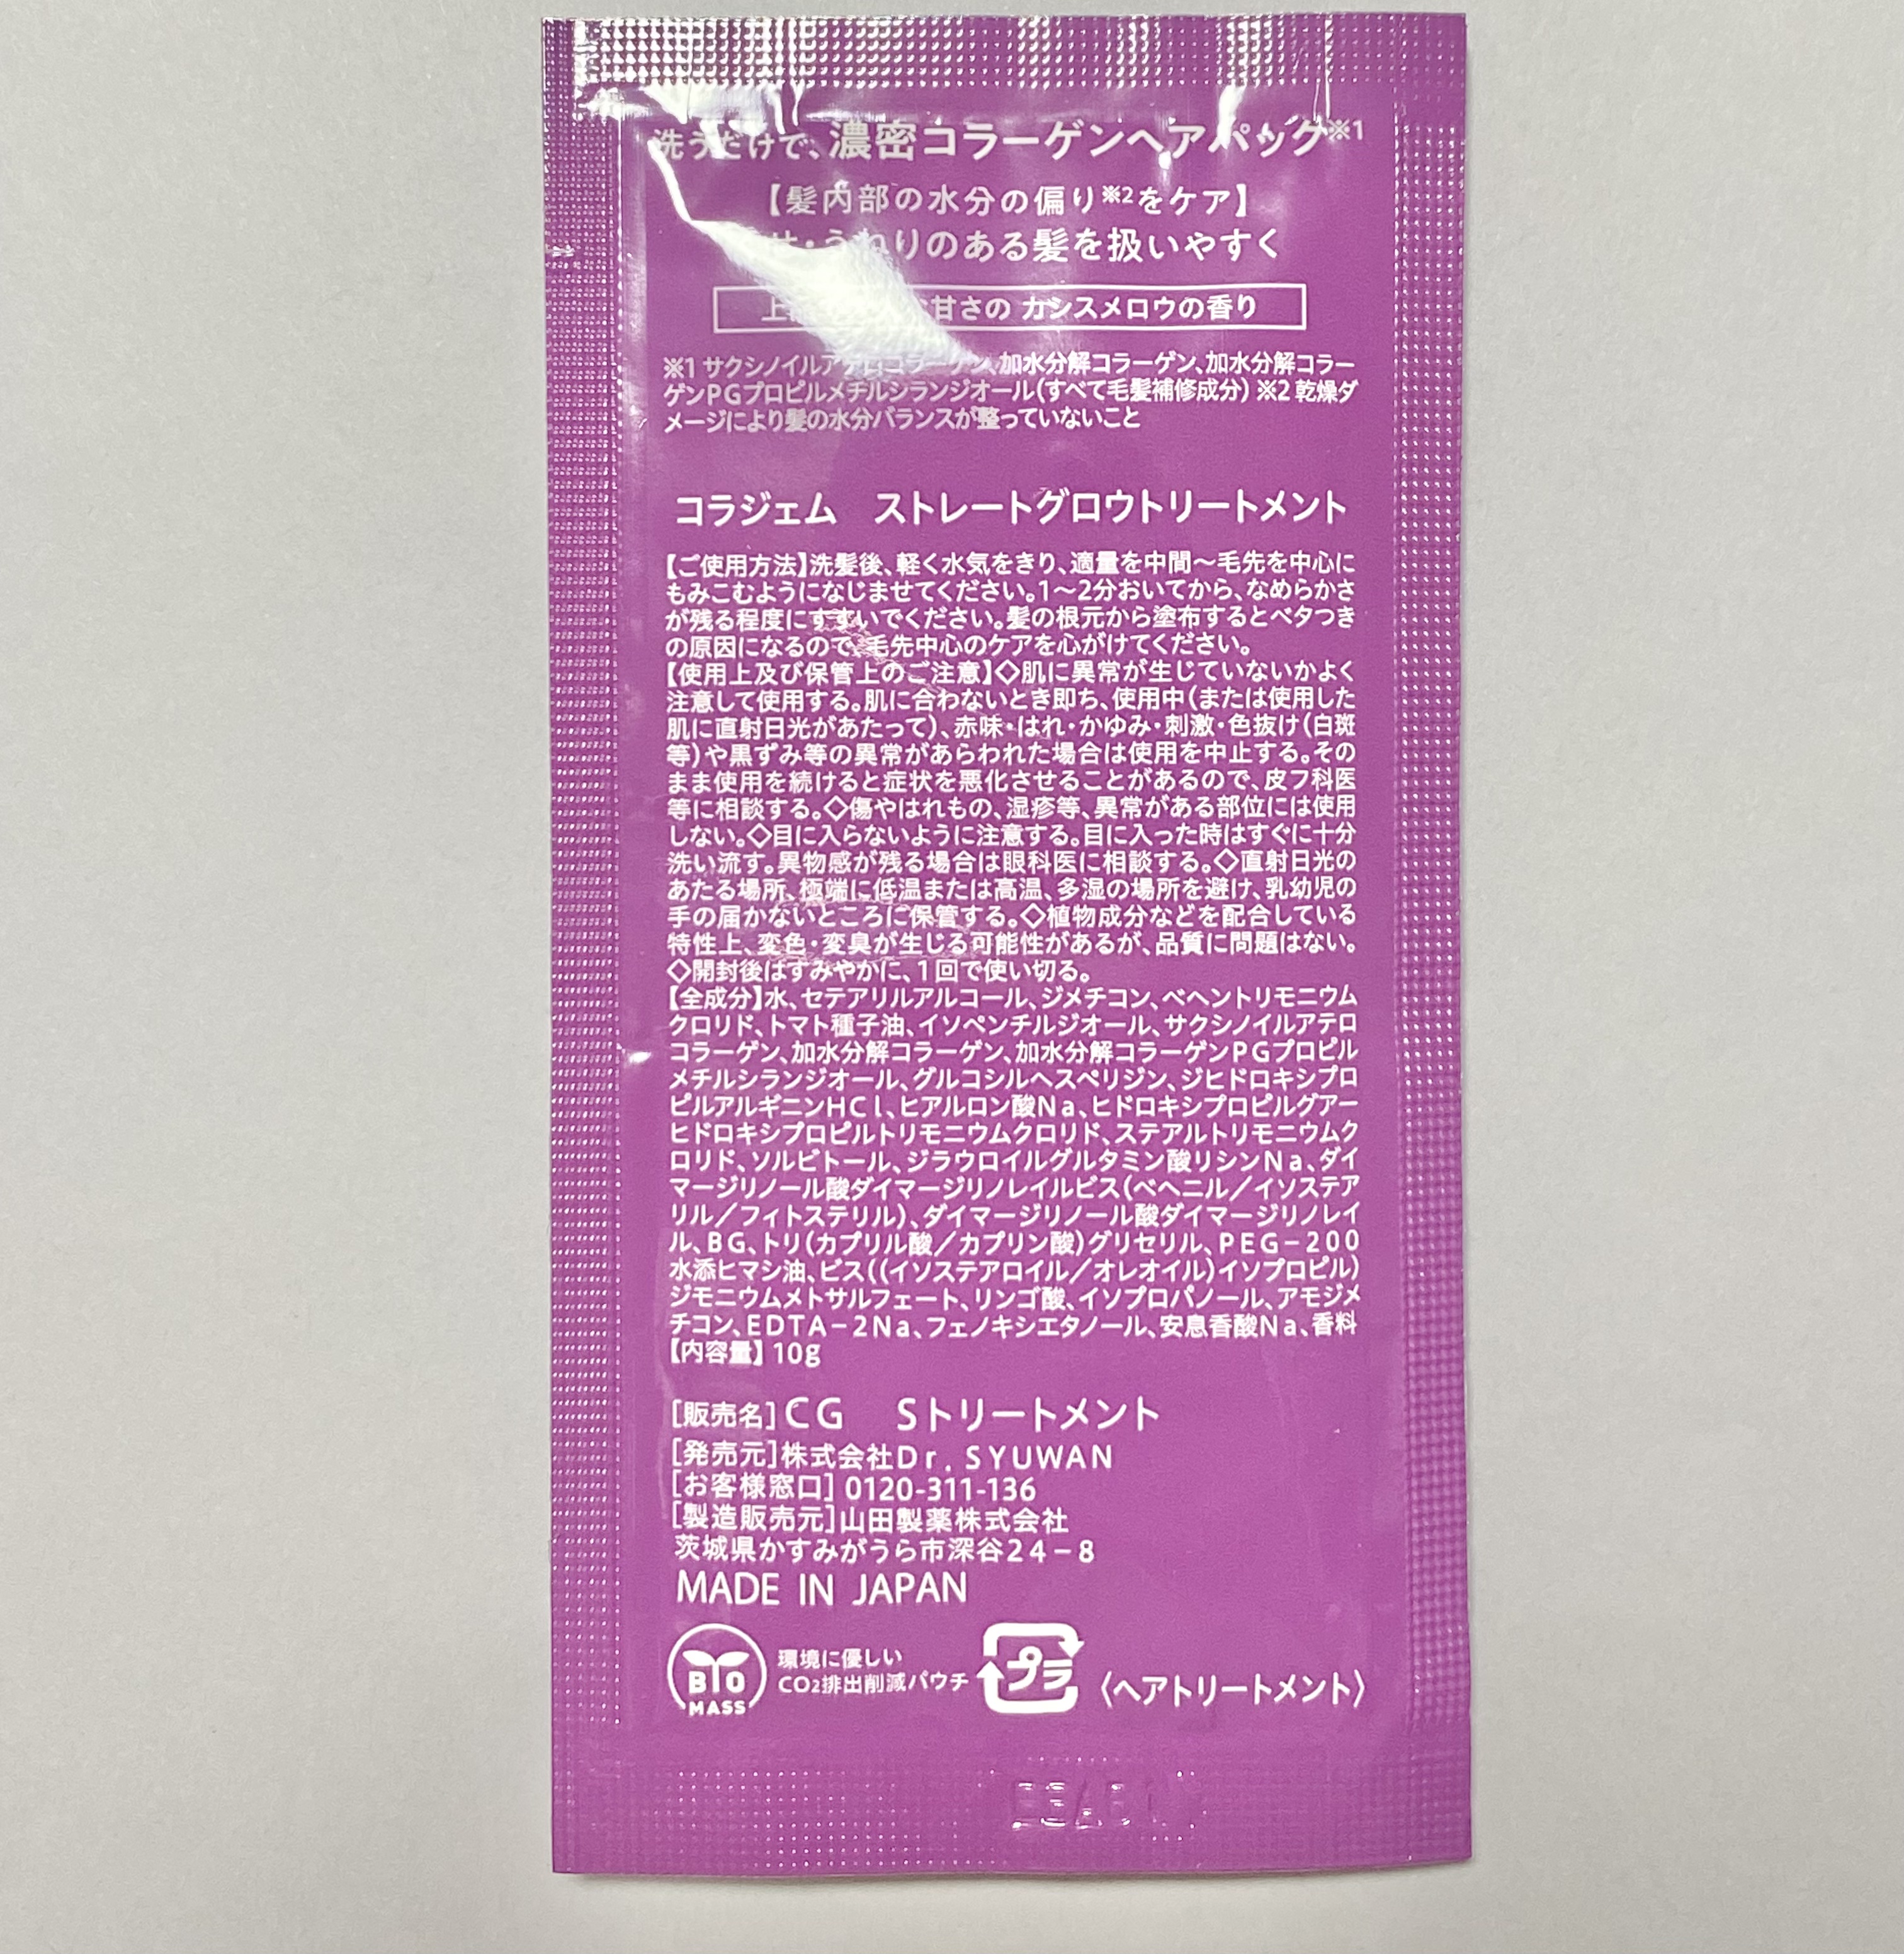 洗うだけで、濃密コラーゲンヘアパック※1
【髪内部の水分の偏り※2をケア】
うねりのある髪を扱いやすく
甘さの カシスメロウの香り
※1 サクシノイルアテロコラーゲン、加水分解コラーゲン、加水分解コラー
ゲンPGプロピルメチルシランジオール(すべて毛髪補修成分) ※2 乾燥ダ
メージにより髪の水分バランスが整っていないこと
コラジェム　ストレートグロウトリートメント
【ご使用方法】洗髪後、軽く水気をきり、適量を中間〜毛先を中心に
もみこむようになじませてください。1〜2分おいてから、なめらかさ
が残る程度にすすいでください。髪の根元から塗布するとベタつき
の原因になるので、毛先中心のケアを心がけてください。
【使用上及び保管上のご注意】◇肌に異常が生じていないかよく
注意して使用する。肌に合わないとき即ち、使用中(または使用した
肌に直射日光があたって)、赤味・はれ・かゆみ・刺激・色抜け(白斑
等)や黒ずみ等の異常があらわれた場合は使用を中止する。その
まま使用を続けると症状を悪化させることがあるので、皮フ科医
等に相談する。◇傷やはれもの、湿疹等、異常がある部位には使用
しない。◇目に入らないように注意する。目に入った時はすぐに十分
洗い流す。異物感が残る場合は眼科医に相談する。◇直射日光の
あたる場所、極端に低温または高温、多湿の場所を避け、乳幼児の
手の届かないところに保管する。◇植物成分などを配合している
特性上、変色・変臭が生じる可能性があるが、品質に問題はない。
◇開封後はすみやかに、1回で使い切る。
【全成分】水、セテアリルアルコール、ジメチコン、ベヘントリモニウム
クロリド、トマト種子油、イソペンチルジオール、サクシノイルアテロ
コラーゲン、加水分解コラーゲン、加水分解コラーゲンPGプロピル
メチルシランジオール、グルコシルヘスペリジン、ジヒドロキシプロ
ピルアルギニンHCl、ヒアルロン酸Na、ヒドロキシプロピルグアー
ヒドロキシプロピルトリモニウムクロリド、ステアルトリモニウムク
ロリド、ソルビトール、ジラウロイルグルタミン酸リシンNa、ダイ
マージリノール酸ダイマージリノレイルビス(ベヘニル／イソステア
リル／フィトステリル)、ダイマージリノール酸ダイマージリノレイ
ル、BG、トリ(カプリル酸／カプリン酸)グリセリル、PEG－200
水添ヒマシ油、ビス((イソステアロイル／オレオイル)イソプロピル)
ジモニウムメトサルフェート、リンゴ酸、イソプロパノール、アモジメ
チコン、EDTA－2Na、フェノキシエタノール、安息香酸Na、香料
【内容量】10g
[販売名]CG　Sトリートメント
[発売元]株式会社Dr.SYUWAN
[お客様窓口] 0120-311-136
[製造販売元]山田製薬株式会社
茨城県かすみがうら市深谷24－8
MADE IN JAPAN
BIO
MASS
環境に優しい
CO2排出削減パウチ
プラ
〈ヘアトリートメント〉